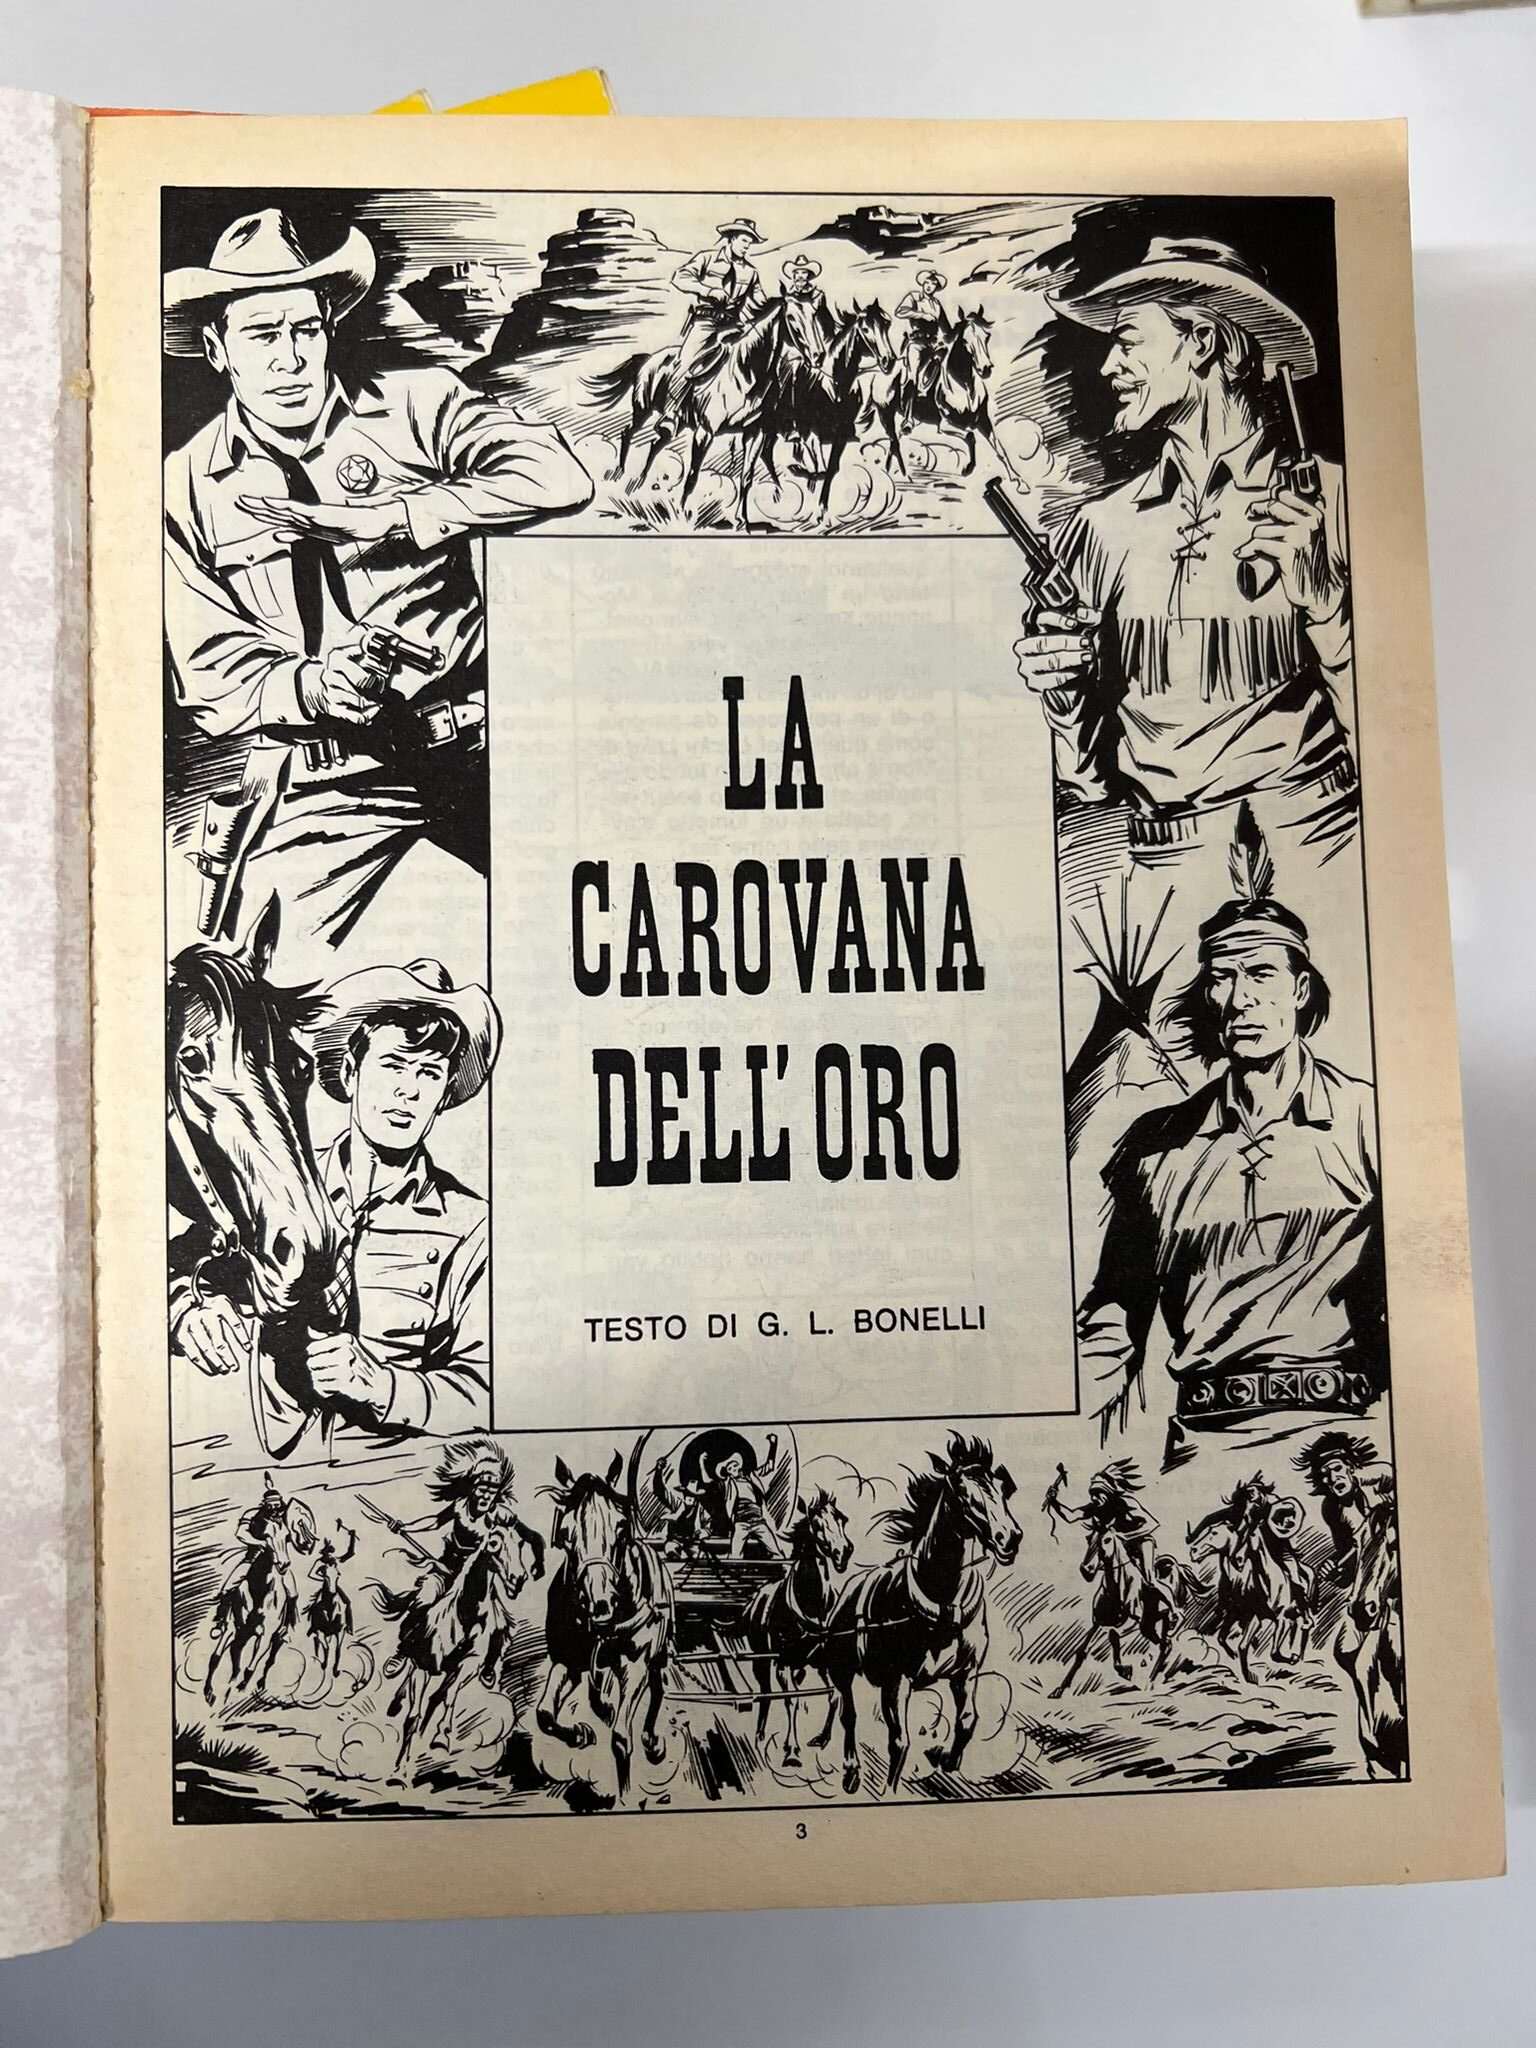 LA
CAROVANA
DELL'ORO
TESTO DI G. L. BONELLI
3